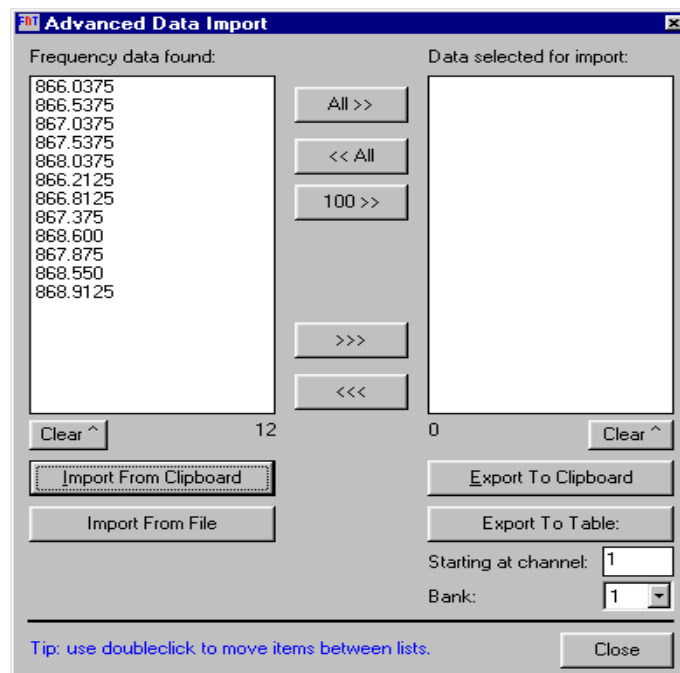 FNT Advanced Data Import
Frequency data found:
Data selected for import:
866.0375
866.5375
867.0375
867.5375
868.0375
866.2125
866.8125
867.375
868.600
867.875
868.550
868.9125
All >>
<< All
100 >>
>>>
<<<
Clear ^
12
0
Clear ^
Import From Clipboard
Export To Clipboard
Import From File
Export To Table:
Starting at channel: 1
Bank: 1
Tip: use doubleclick to move items between lists.
Close